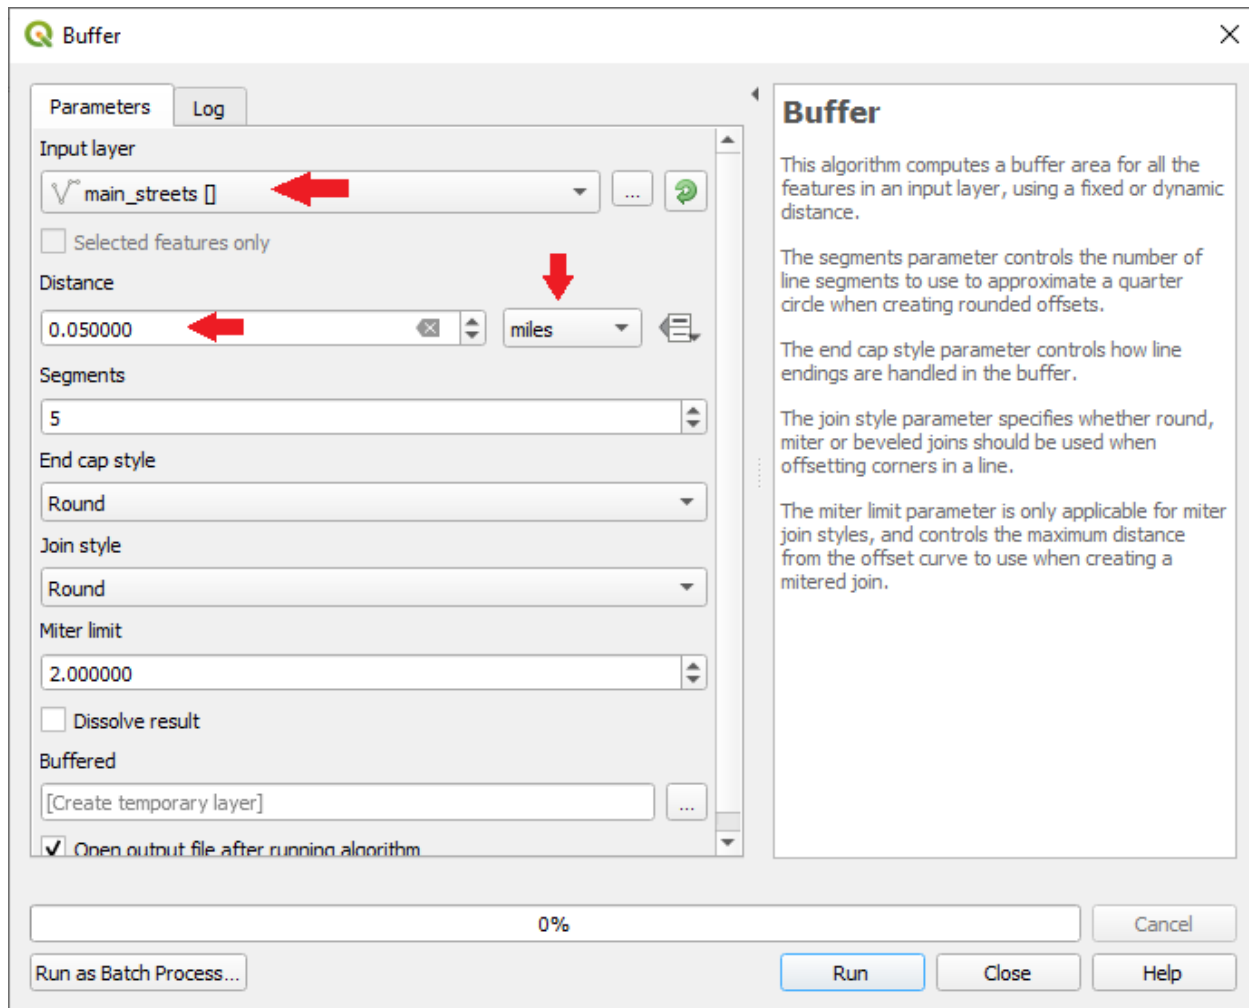 Buffer
Parameters
Log
Input layer
main_streets []
...
Selected features only
Distance
0.050000
miles
Segments
5
End cap style
Round
Join style
Round
Miter limit
2.000000
Dissolve result
Buffered
[Create temporary layer]
...
Open output file after running algorithm
Buffer
This algorithm computes a buffer area for all the
features in an input layer, using a fixed or dynamic
distance.
The segments parameter controls the number of
line segments to use to approximate a quarter
circle when creating rounded offsets.
The end cap style parameter controls how line
endings are handled in the buffer.
The join style parameter specifies whether round,
miter or beveled joins should be used when
offsetting corners in a line.
The miter limit parameter is only applicable for miter
join styles, and controls the maximum distance
from the offset curve to use when creating a
mitered join.
0%
Cancel
Run as Batch Process...
Run
Close
Help